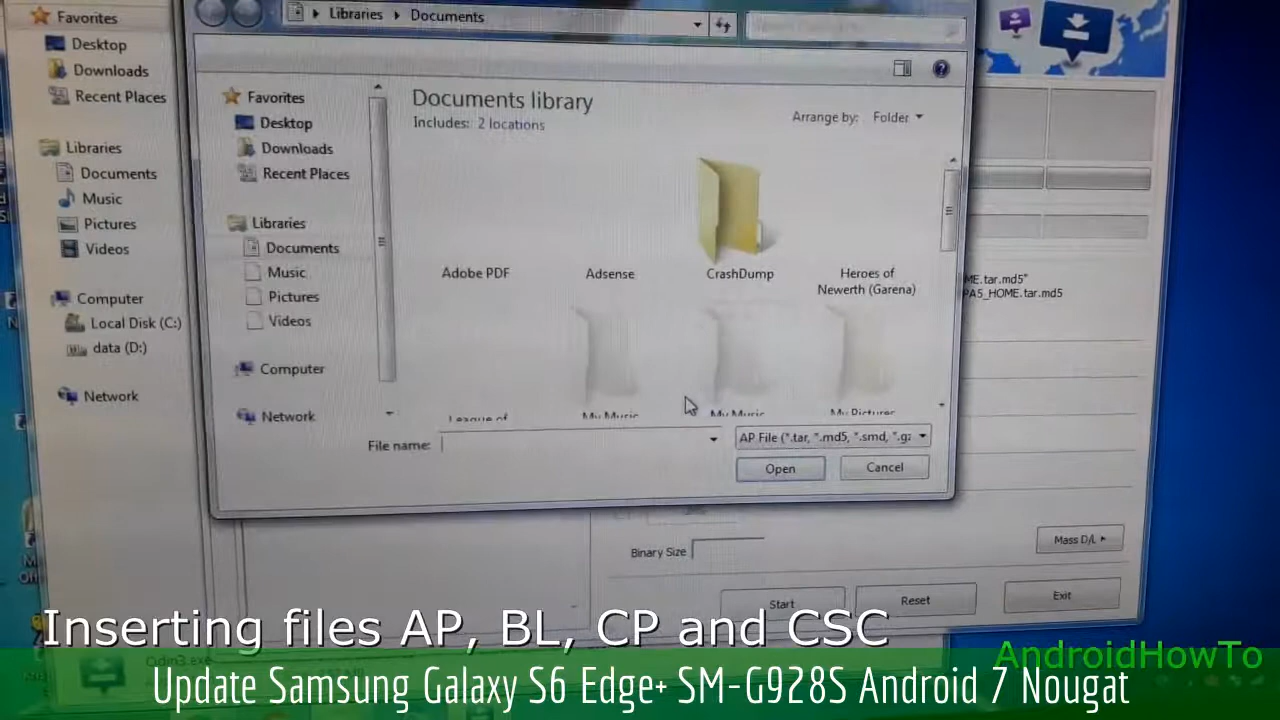 Favorites
Desktop
Downloads
Recent Places
Libraries
Documents
Music
Pictures
Videos
Computer
Local Disk (C:)
data (D:)
Network
Libraries
Documents
Favorites
Desktop
Downloads
Recent Places
Libraries
Documents
Music
Pictures
Videos
Computer
Network
Documents library
Includes: 2 locations
Arrange by: Folder
Adobe PDF
Adsense
CrashDump
Heroes of
Newerth (Garena)
League of
My Music
My Music
My Pictures
File name:
AP File (*.tar, *.md5, *.smd, *.gz
Open
Cancel
ME.tar.md5"
PA5_HOME.tar.md5
Binary Size
Mass D/L
Start
Reset
Exit
Odin3.exe
Inserting files AP, BL, CP and CSC
AndroidHowTo
Update Samsung Galaxy S6 Edge+ SM-G928S Android 7 Nougat